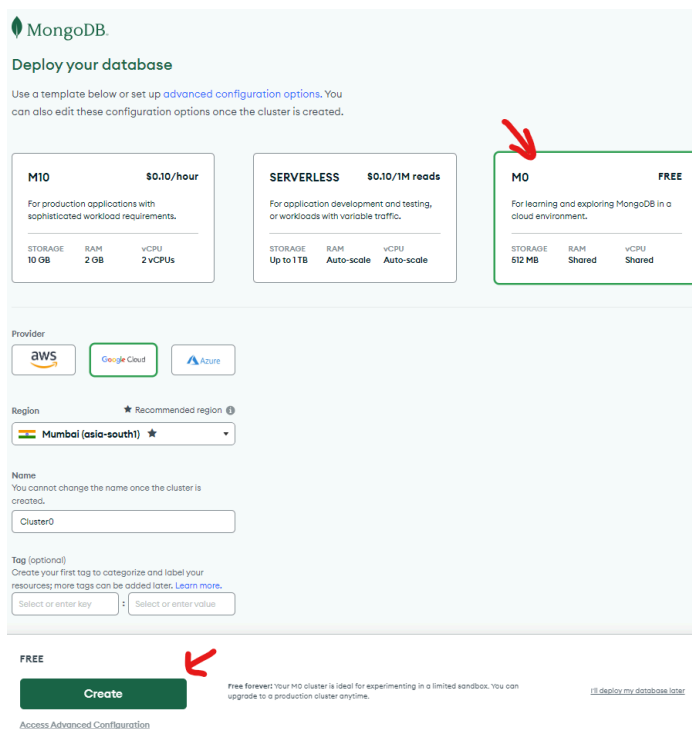 MongoDB.
Deploy your database
Use a template below or set up advanced configuration options. You
can also edit these configuration options once the cluster is created.
M10 $0.10/hour
For production applications with
sophisticated workload requirements.
STORAGE RAM vCPU
10 GB 2 GB 2 vCPUs
SERVERLESS $0.10/1M reads
For application development and testing,
or workloads with variable traffic.
STORAGE RAM vCPU
Up to 1 TB Auto-scale Auto-scale
M0 FREE
For learning and exploring MongoDB in a
cloud environment.
STORAGE RAM vCPU
512 MB Shared Shared
Provider
aws
Google Cloud
Azure
Region ★ Recommended region
Mumbai (asia-south1) ★
Name
You cannot change the name once the cluster is
created.
Cluster0
Tag (optional)
Create your first tag to categorize and label your
resources; more tags can be added later. Learn more.
Select or enter key : Select or enter value
FREE
Create
Access Advanced Configuration
Free forever! Your M0 cluster is ideal for experimenting in a limited sandbox. You can
upgrade to a production cluster anytime.
I'll deploy my database later